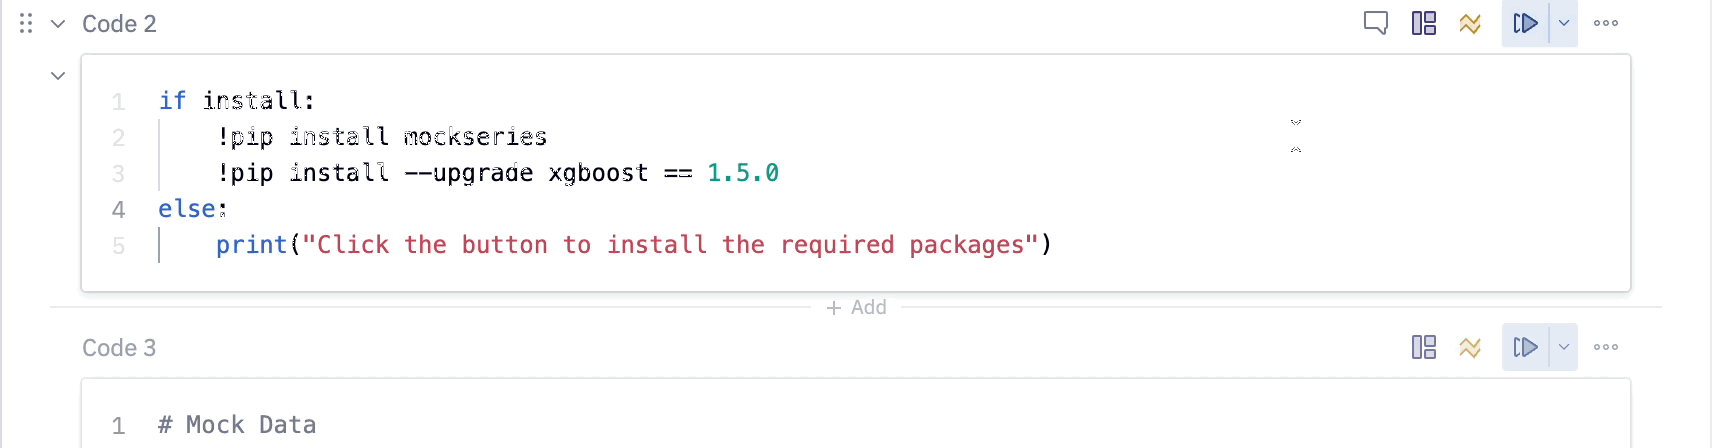 Code 2
1 if install:
2 !pip install mockseries
3 !pip install --upgrade xgboost == 1.5.0
4 else:
5 print("Click the button to install the required packages")
+ Add
Code 3
1 # Mock Data